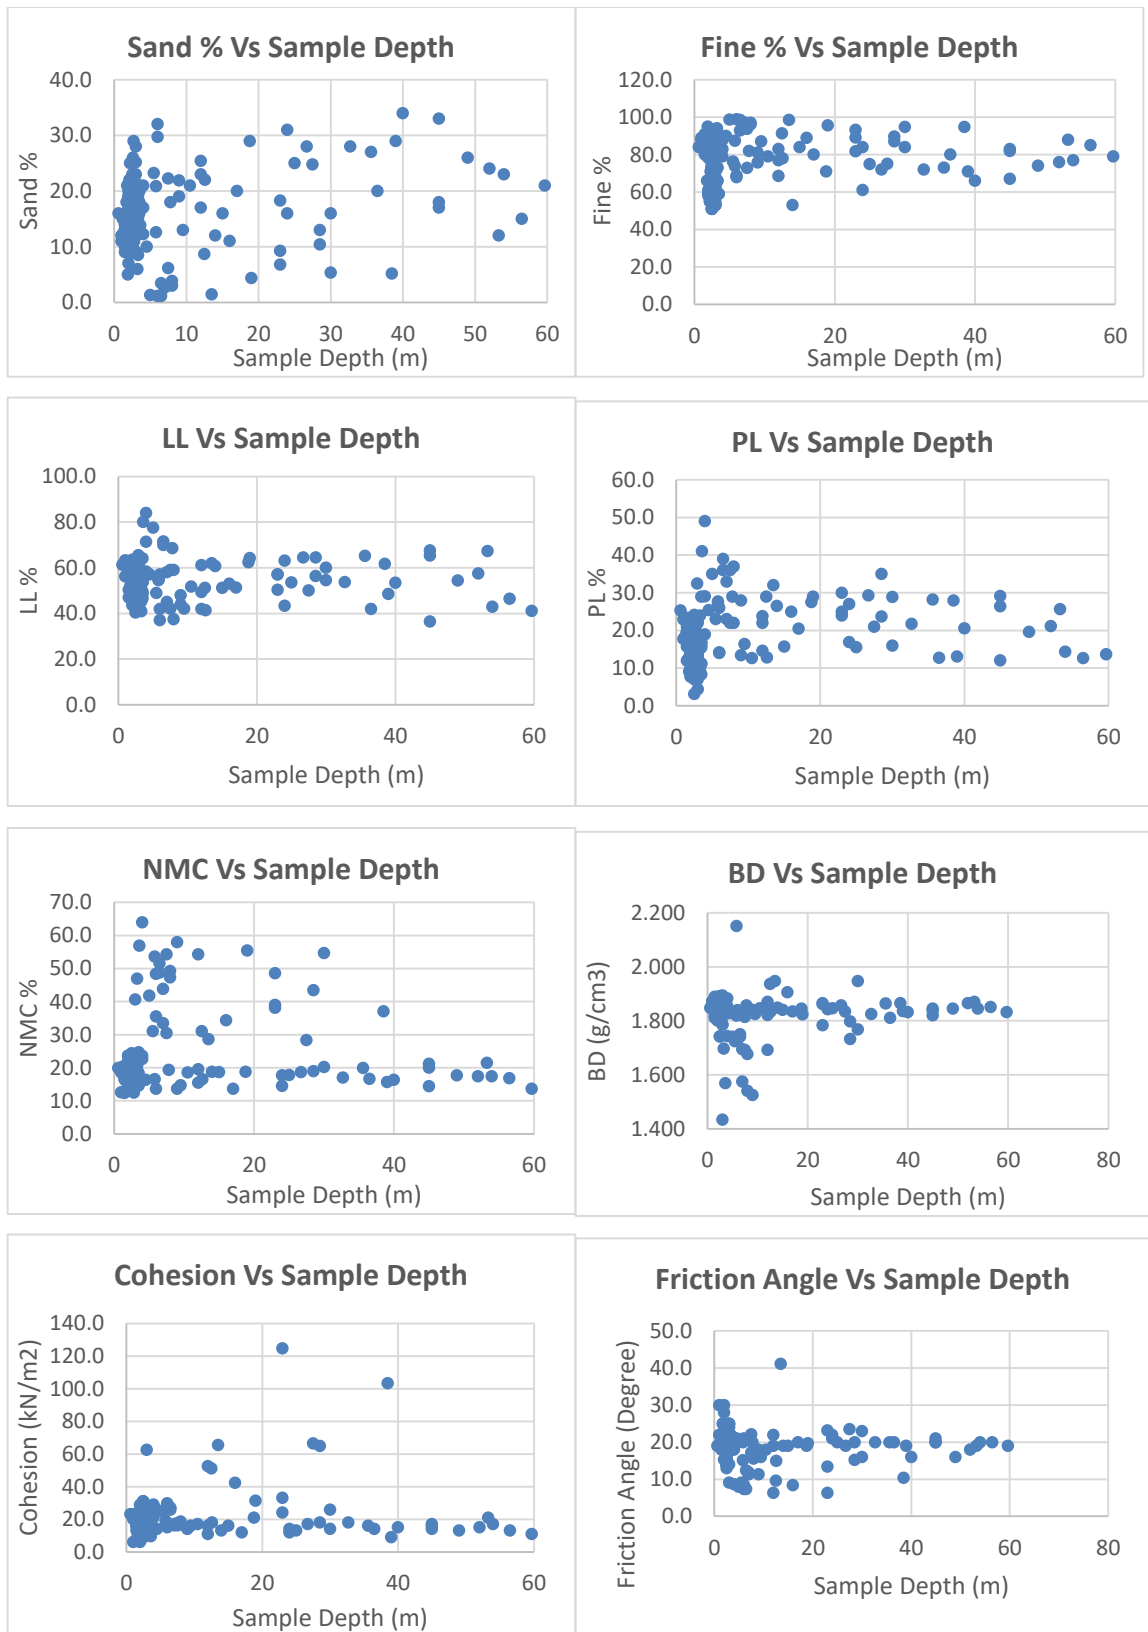 Sand % Vs Sample Depth
40.0
30.0
20.0
10.0
0.0
Sand %
0 10 20 30 40 50 60
Sample Depth (m)
Fine % Vs Sample Depth
120.0
100.0
80.0
60.0
40.0
20.0
0.0
Fine %
0 20 40 60
Sample Depth (m)
LL Vs Sample Depth
100.0
80.0
60.0
40.0
20.0
0.0
LL %
0 20 40 60
Sample Depth (m)
PL Vs Sample Depth
60.0
50.0
40.0
30.0
20.0
10.0
0.0
PL %
0 20 40 60
Sample Depth (m)
NMC Vs Sample Depth
70.0
60.0
50.0
40.0
30.0
20.0
10.0
0.0
NMC %
0 20 40 60
Sample Depth (m)
BD Vs Sample Depth
2.200
2.000
1.800
1.600
1.400
BD (g/cm3)
0 20 40 60 80
Sample Depth (m)
Cohesion Vs Sample Depth
140.0
120.0
100.0
80.0
60.0
40.0
20.0
0.0
Cohesion (kN/m2)
0 20 40 60
Sample Depth (m)
Friction Angle Vs Sample Depth
50.0
40.0
30.0
20.0
10.0
0.0
Friction Angle (Degree)
0 20 40 60 80
Sample Depth (m)